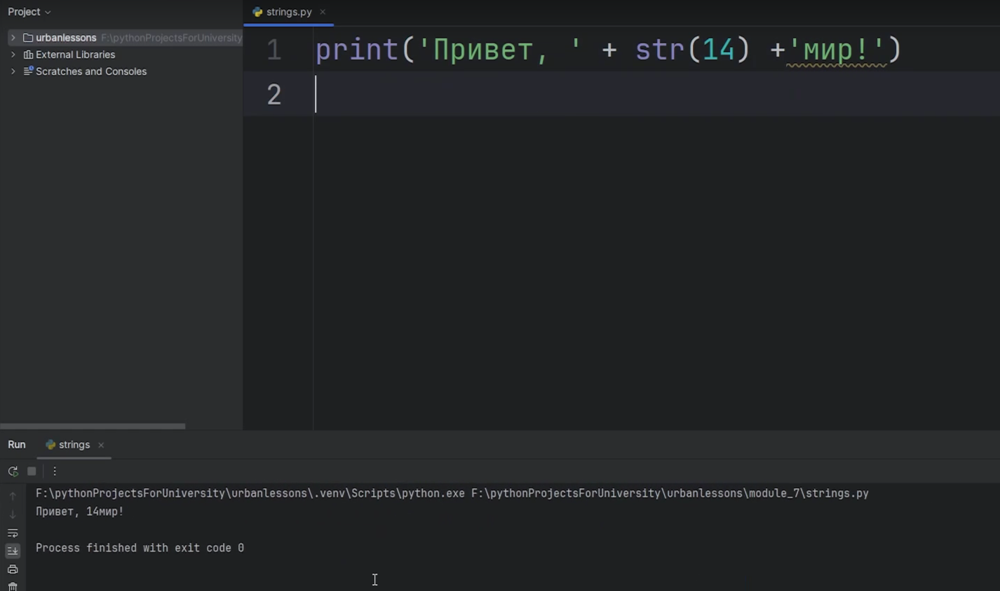 Project
strings.py
urbanlessons F:\pythonProjectsForUniversity
External Libraries
Scratches and Consoles
1 print('Привет, ' + str(14) +'мир!')
2
Run strings
F:\pythonProjectsForUniversity\urbanlessons\.venv\Scripts\python.exe F:\pythonProjectsForUniversity\urbanlessons\module_7\strings.py
Привет, 14мир!
Process finished with exit code 0